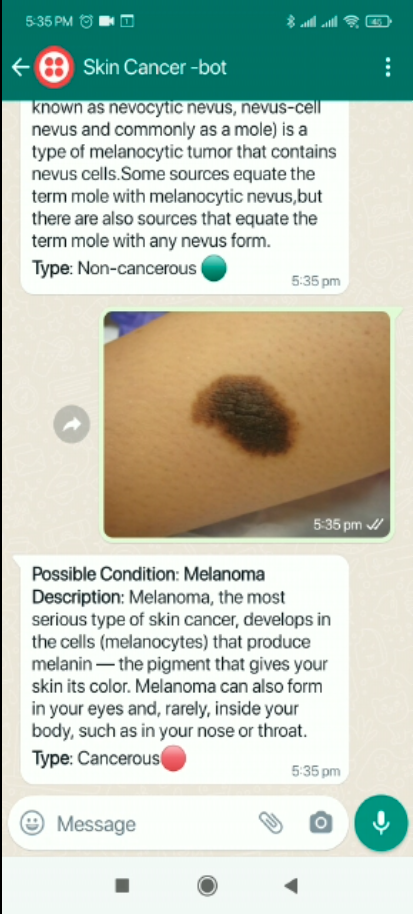 5:35 PM
Skin Cancer -bot
known as nevocytic nevus, nevus-cell
nevus and commonly as a mole) is a
type of melanocytic tumor that contains
nevus cells.Some sources equate the
term mole with melanocytic nevus,but
there are also sources that equate the
term mole with any nevus form.
Type: Non-cancerous
5:35 pm
5:35 pm
Possible Condition: Melanoma
Description: Melanoma, the most
serious type of skin cancer, develops in
the cells (melanocytes) that produce
melanin — the pigment that gives your
skin its color. Melanoma can also form
in your eyes and, rarely, inside your
body, such as in your nose or throat.
Type: Cancerous
5:35 pm
Message